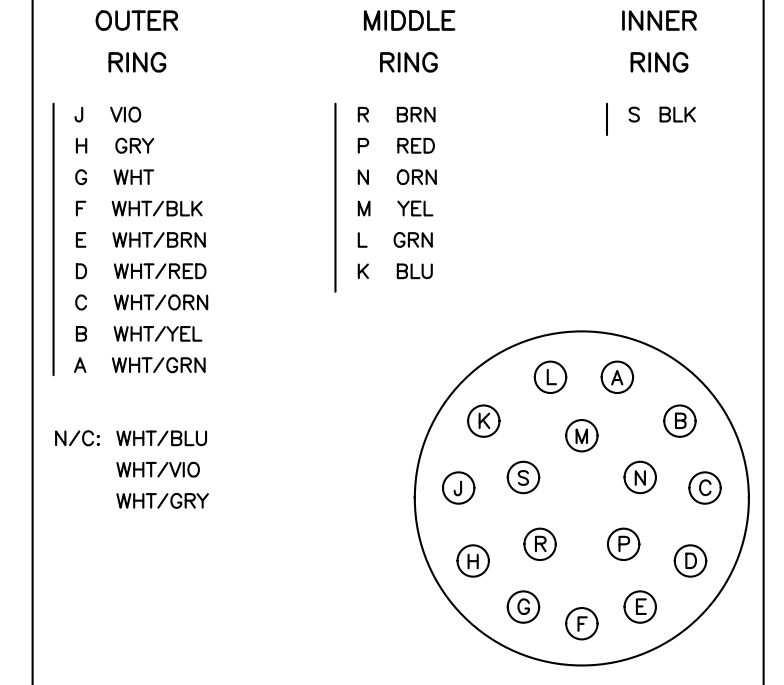 OUTER RING
J VIO
H GRY
G WHT
F WHT/BLK
E WHT/BRN
D WHT/RED
C WHT/ORN
B WHT/YEL
A WHT/GRN
N/C: WHT/BLU
WHT/VIO
WHT/GRY
MIDDLE RING
R BRN
P RED
N ORN
M YEL
L GRN
K BLU
INNER RING
S BLK
L A
K B
M
J S N C
R P
H D
G E
F